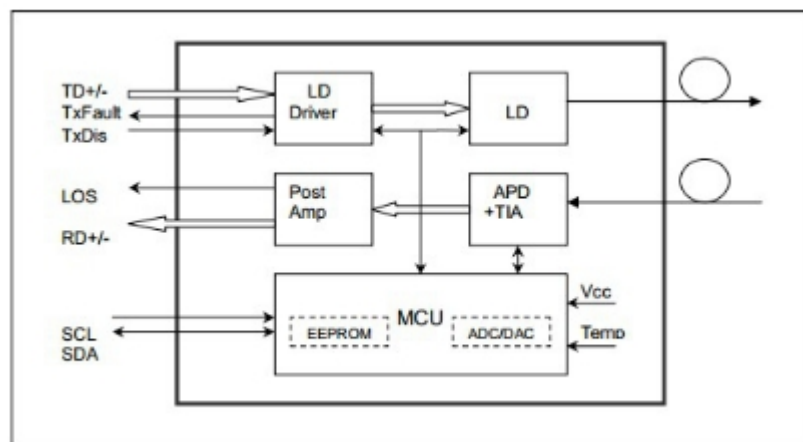 TD+/-
TxFault
TxDis
LD
Driver
LD
LOS
RD+/-
Post
Amp
APD
+TIA
SCL
SDA
MCU
EEPROM
ADC/DAC
Vcc
Temp